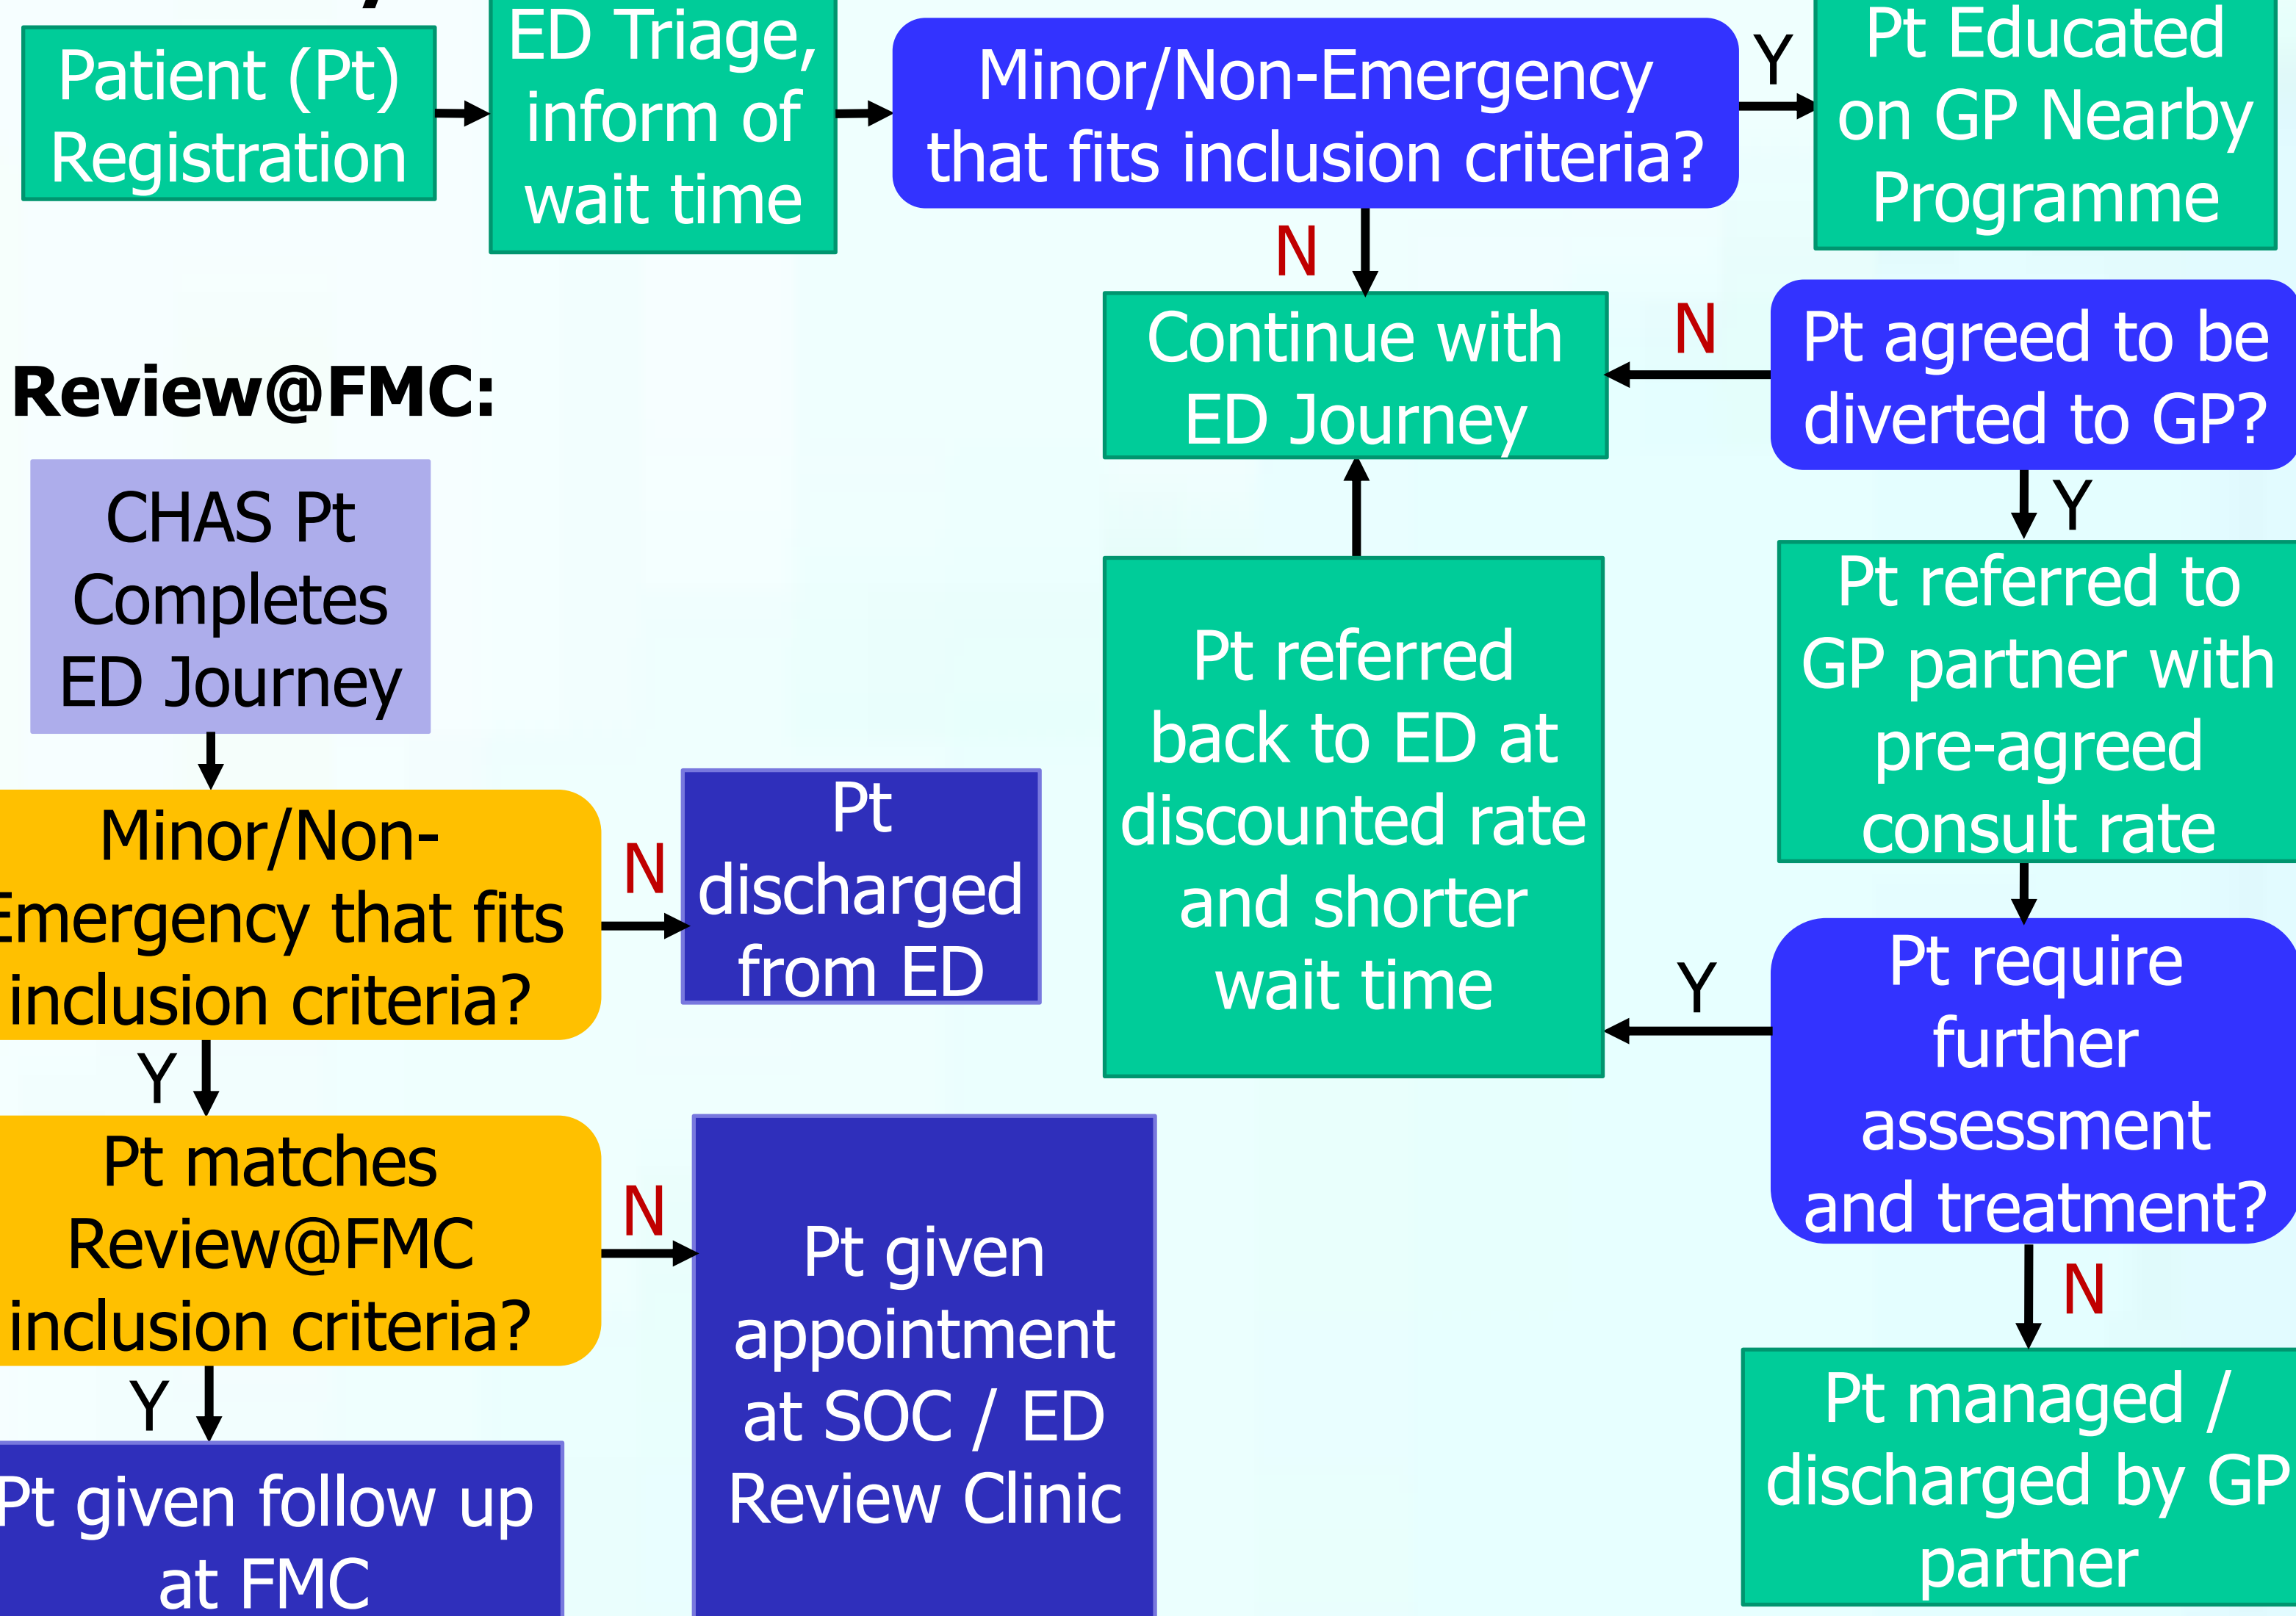 Patient (Pt)
Registration
ED Triage,
inform of
wait time
Minor/Non-Emergency
that fits inclusion criteria?
Y
Pt Educated
on GP Nearby
Programme
N
Continue with
ED Journey
N
Pt agreed to be
diverted to GP?
Y
Pt referred to
GP partner with
pre-agreed
consult rate
Pt referred
back to ED at
discounted rate
and shorter
wait time
Y
Pt require
further
assessment
and treatment?
N
Pt managed /
discharged by GP
partner
Review@FMC:
CHAS Pt
Completes
ED Journey
Minor/Non-
Emergency that fits
inclusion criteria?
N
Pt
discharged
from ED
Y
Pt matches
Review@FMC
inclusion criteria?
N
Pt given
appointment
at SOC / ED
Review Clinic
Y
Pt given follow up
at FMC